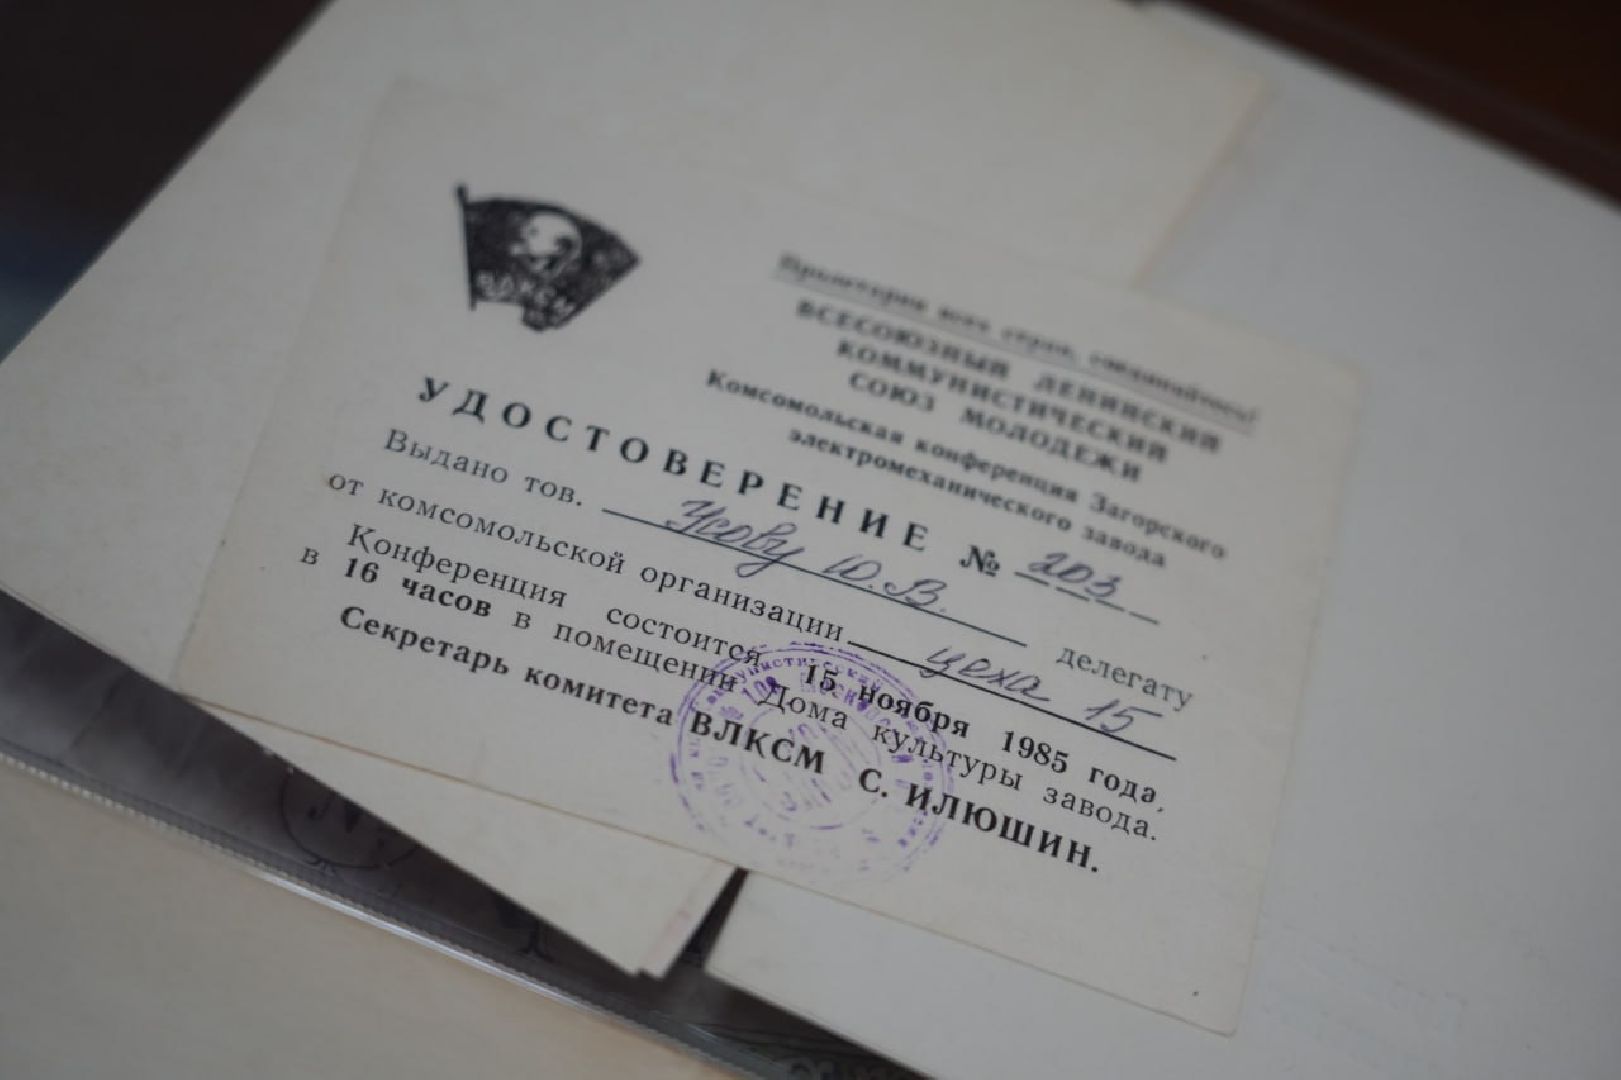 ВЛКСМ
Пролетарии всех стран, соединяйтесь!
ВСЕСОЮЗНЫЙ ЛЕНИНСКИЙ
КОММУНИСТИЧЕСКИЙ
СОЮЗ МОЛОДЕЖИ
Комсомольская конференция Загорского
электромеханического завода
УДОСТОВЕРЕНИЕ № 203
Выдано тов. Усову Ю.В. делегату
от комсомольской организации цеха 15
Конференция состоится 15 ноября 1985 года,
в 16 часов в помещении Дома культуры завода.
Секретарь комитета ВЛКСМ С. ИЛЮШИН.